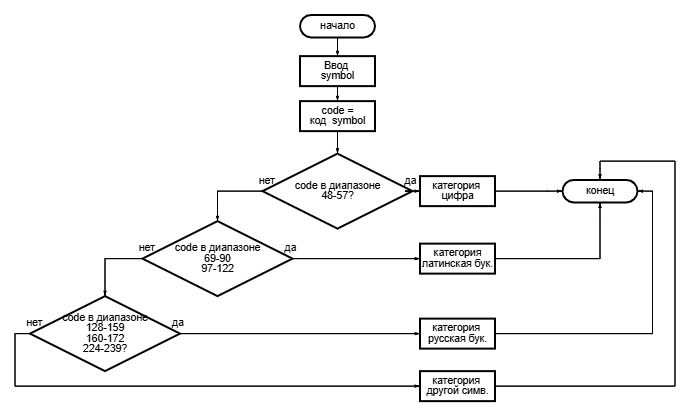 начало
Ввод
symbol
code =
код symbol
code в диапазоне
48-57?
нет
да
категория
цифра
конец
code в диапазоне
69-90
97-122
нет
да
категория
латинская бук.
code в диапазоне
128-159
160-172
224-239?
нет
да
категория
русская бук.
категория
другой симв.